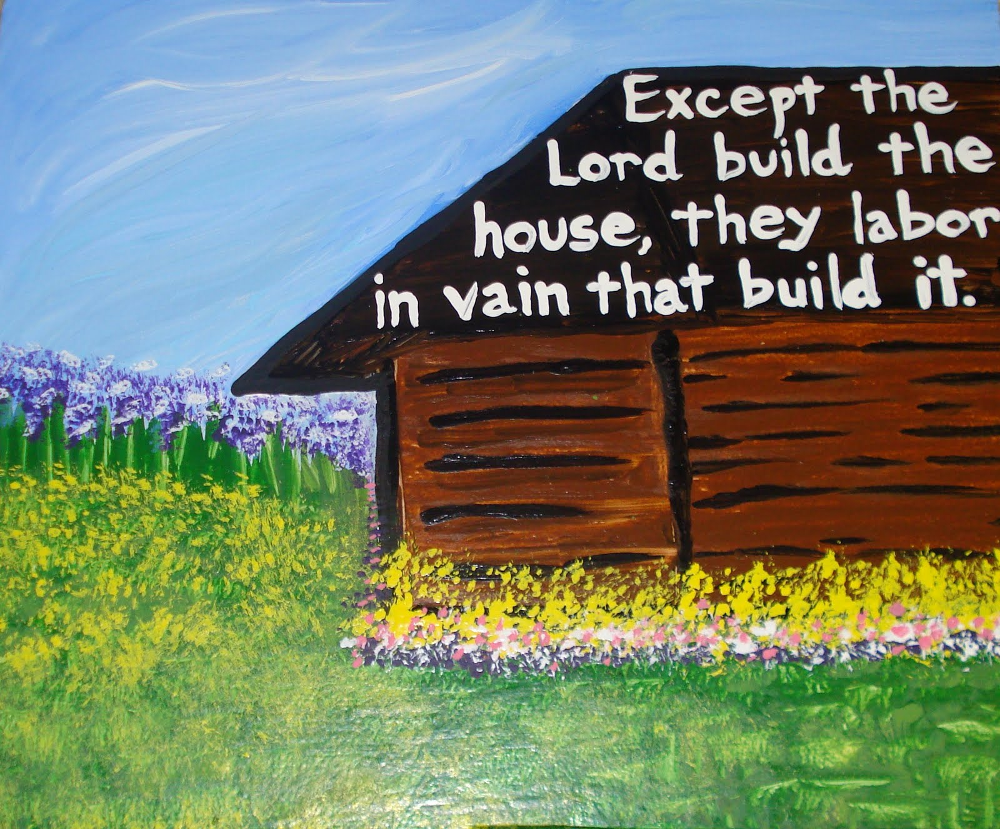 Except the
Lord build the
house, they labor
in vain that build it.